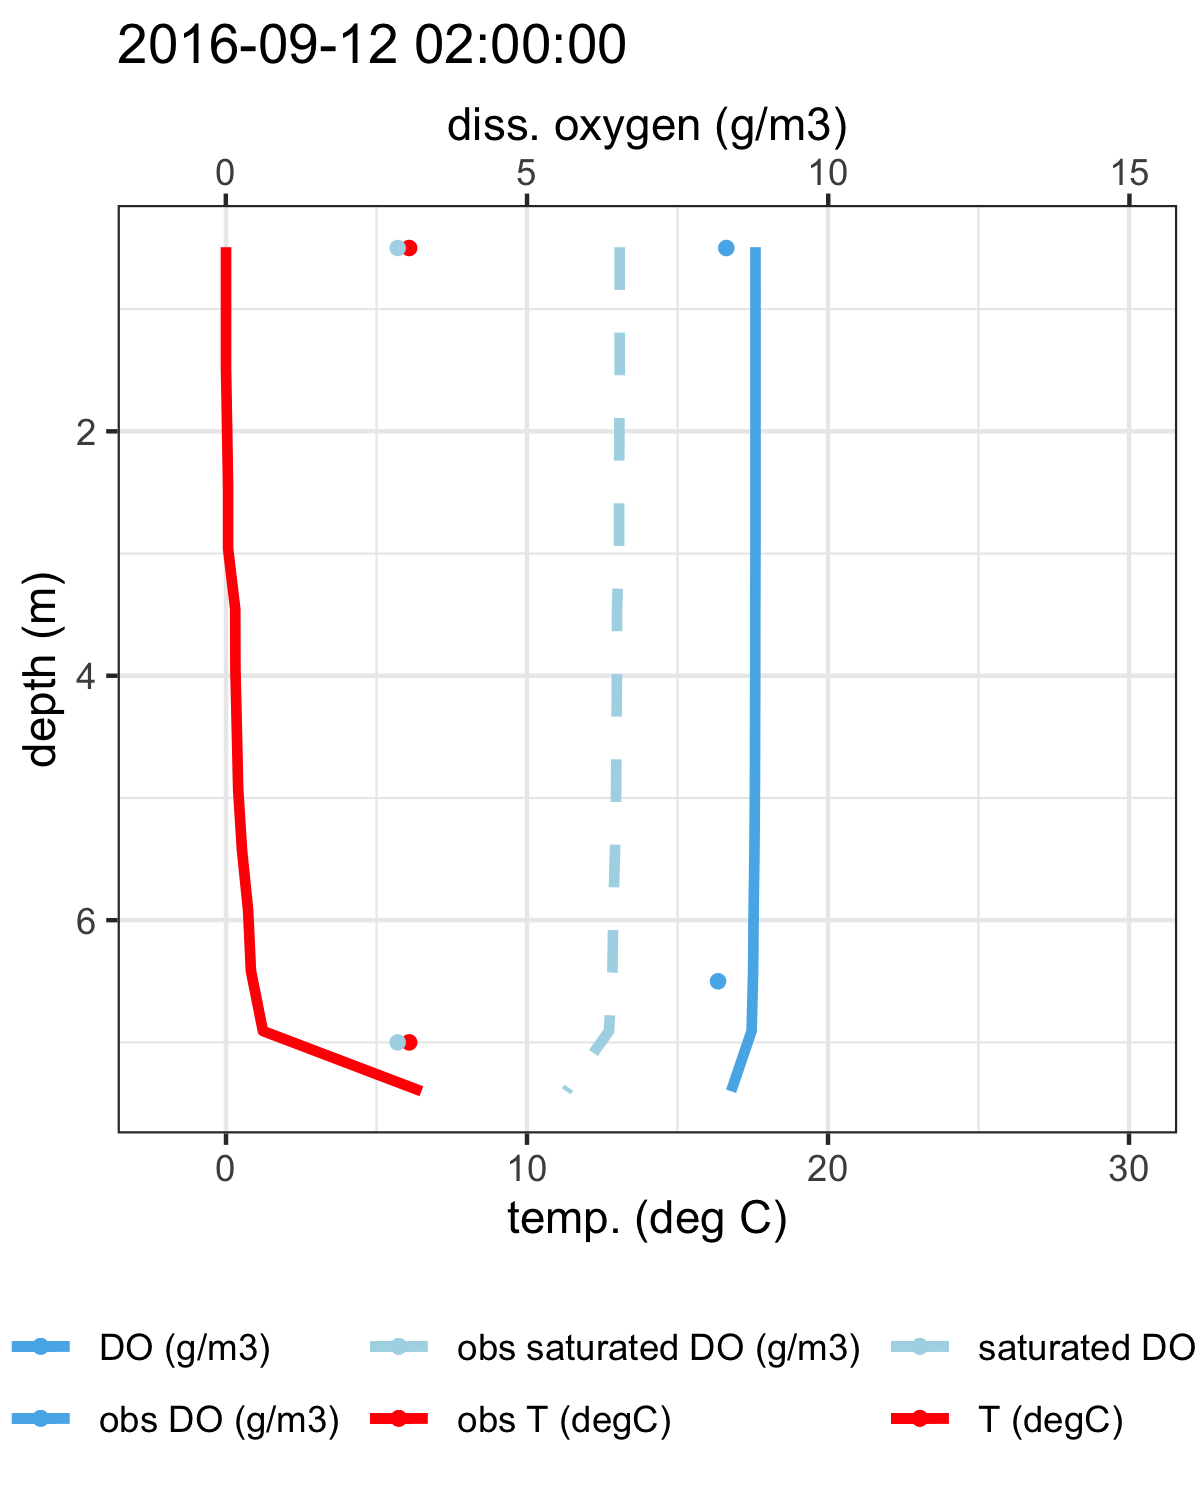 2016-09-12 02:00:00
diss. oxygen (g/m3)
0 5 10 15
depth (m)
2
4
6
0 10 20 30
temp. (deg C)
DO (g/m3) obs saturated DO (g/m3) saturated DO
obs DO (g/m3) obs T (degC) T (degC)